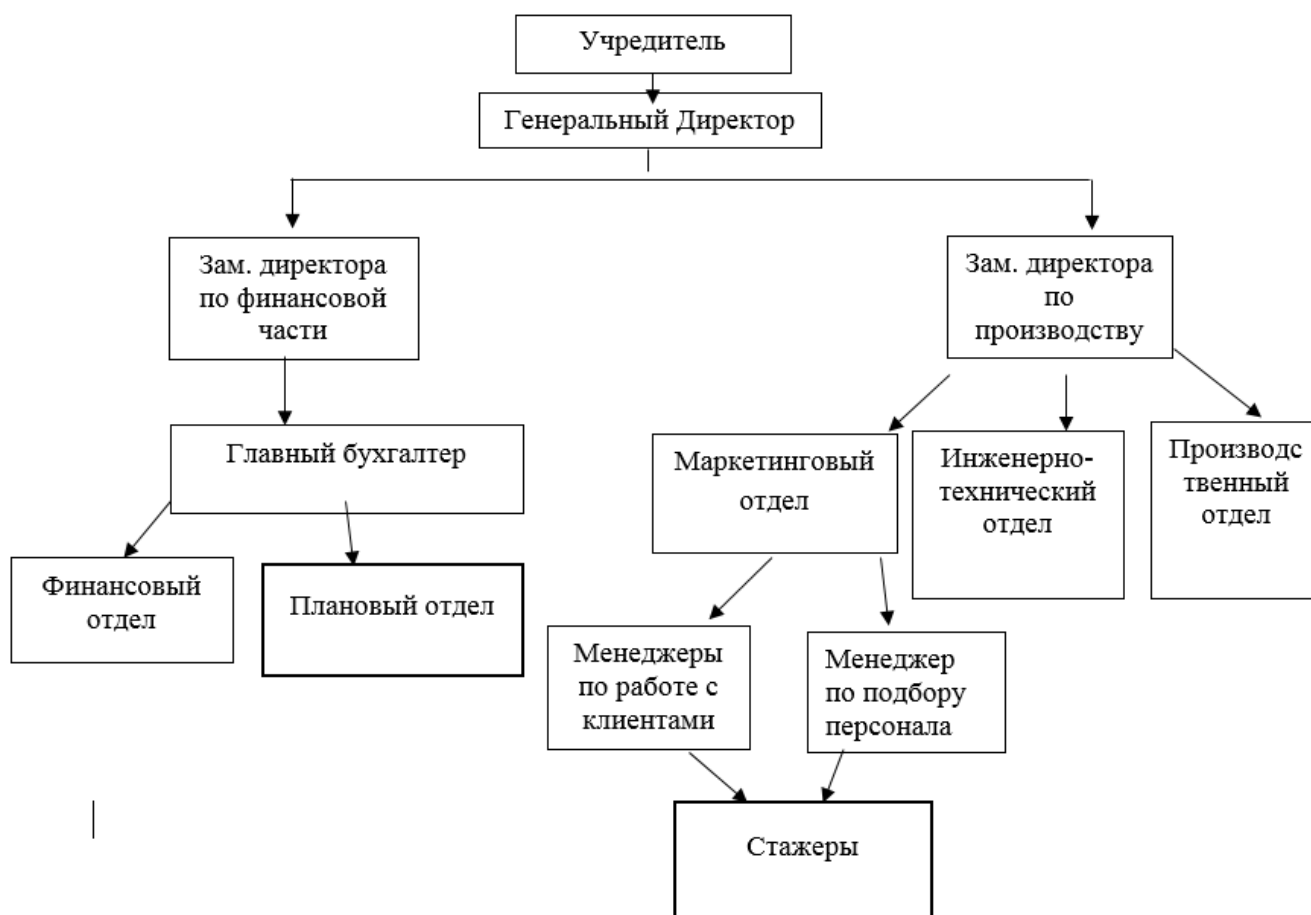 Учредитель
Генеральный Директор
Зам. директора
по финансовой
части
Зам. директора
по
производству
Главный бухгалтер
Маркетинговый
отдел
Инженерно-
технический
отдел
Производс
твенный
отдел
Финансовый
отдел
Плановый отдел
Менеджеры
по работе с
клиентами
Менеджер
по подбору
персонала
Стажеры